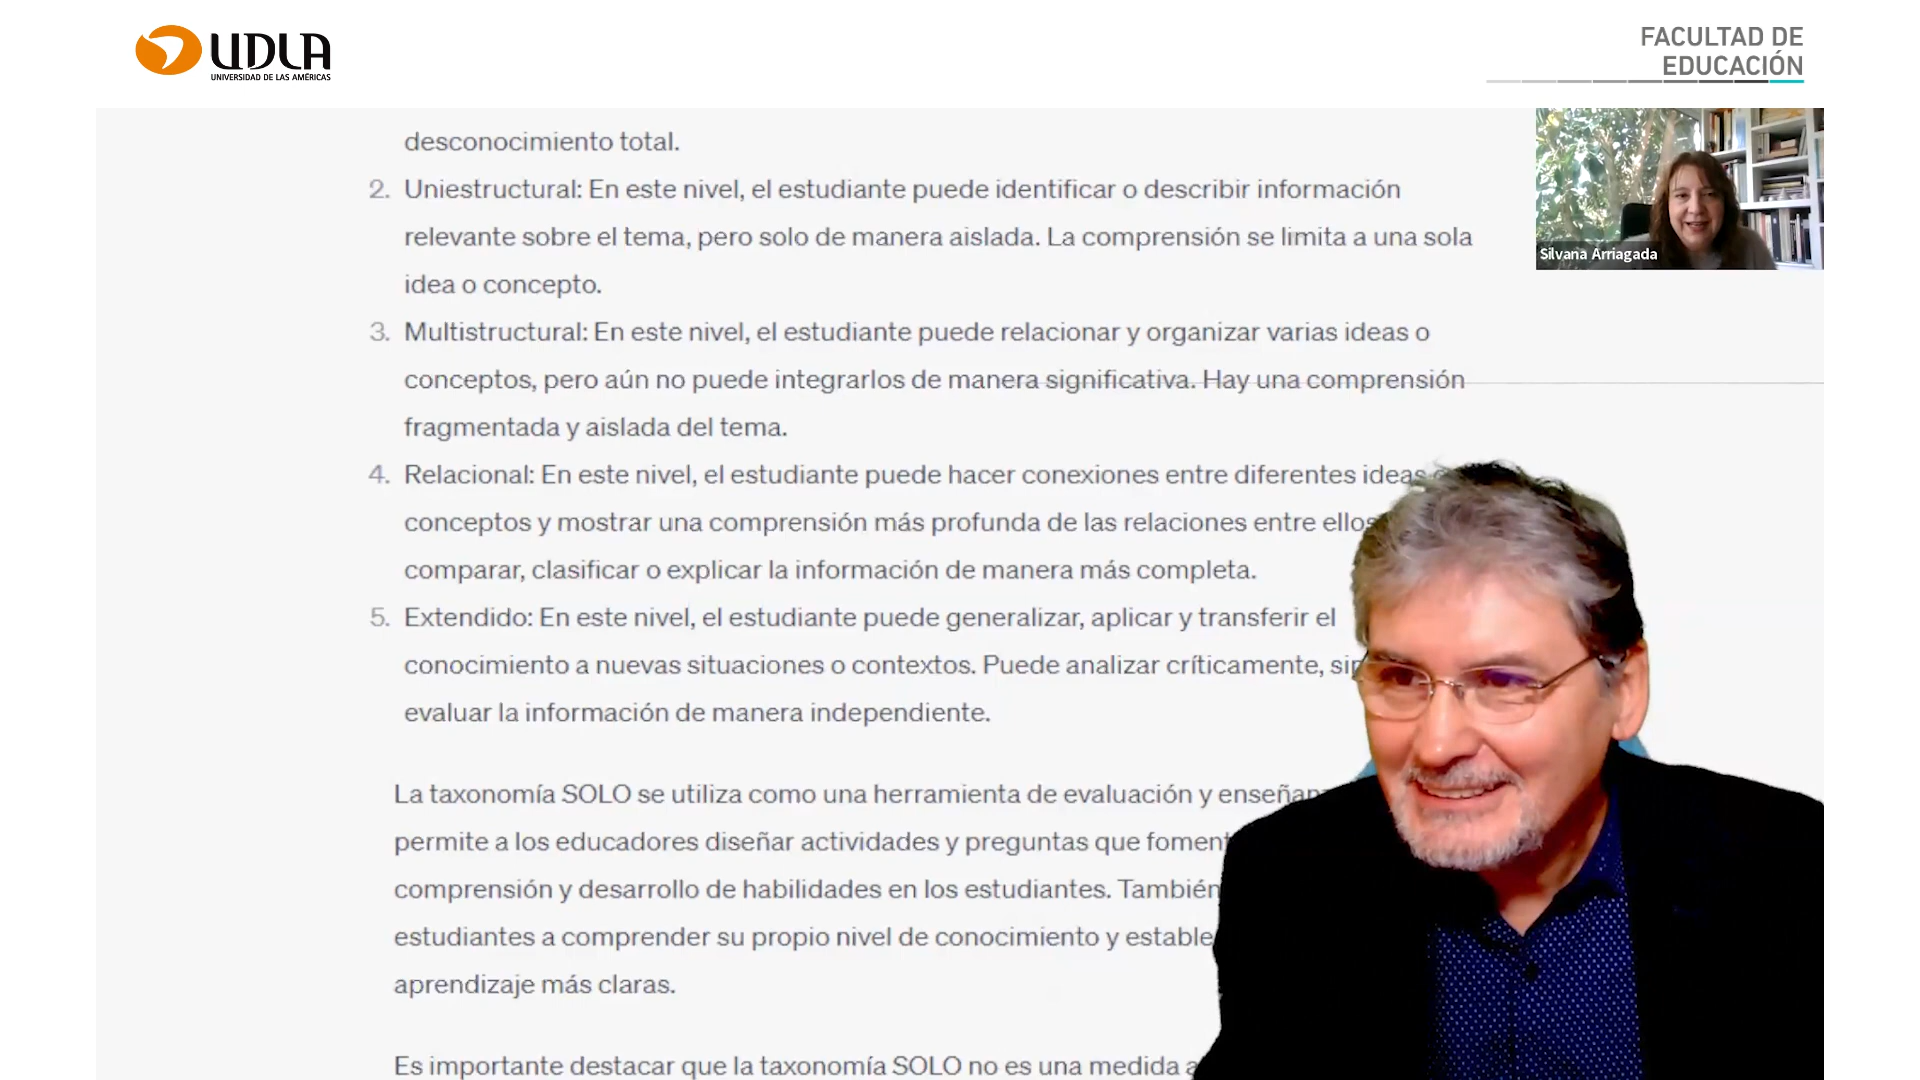 UDLA
UNIVERSIDAD DE LAS AMÉRICAS
FACULTAD DE
EDUCACIÓN
Silvana Arriagada
desconocimiento total.
2. Uniestructural: En este nivel, el estudiante puede identificar o describir información
relevante sobre el tema, pero solo de manera aislada. La comprensión se limita a una sola
idea o concepto.
3. Multistructural: En este nivel, el estudiante puede relacionar y organizar varias ideas o
conceptos, pero aún no puede integrarlos de manera significativa. Hay una comprensión
fragmentada y aislada del tema.
4. Relacional: En este nivel, el estudiante puede hacer conexiones entre diferentes ideas
conceptos y mostrar una comprensión más profunda de las relaciones entre ellos
comparar, clasificar o explicar la información de manera más completa.
5. Extendido: En este nivel, el estudiante puede generalizar, aplicar y transferir el
conocimiento a nuevas situaciones o contextos. Puede analizar críticamente,
evaluar la información de manera independiente.
La taxonomía SOLO se utiliza como una herramienta de evaluación y
permite a los educadores diseñar actividades y preguntas que
comprensión y desarrollo de habilidades en los estudiantes. También
estudiantes a comprender su propio nivel de conocimiento y
aprendizaje más claras.
Es importante destacar que la taxonomía SOLO no es una medida